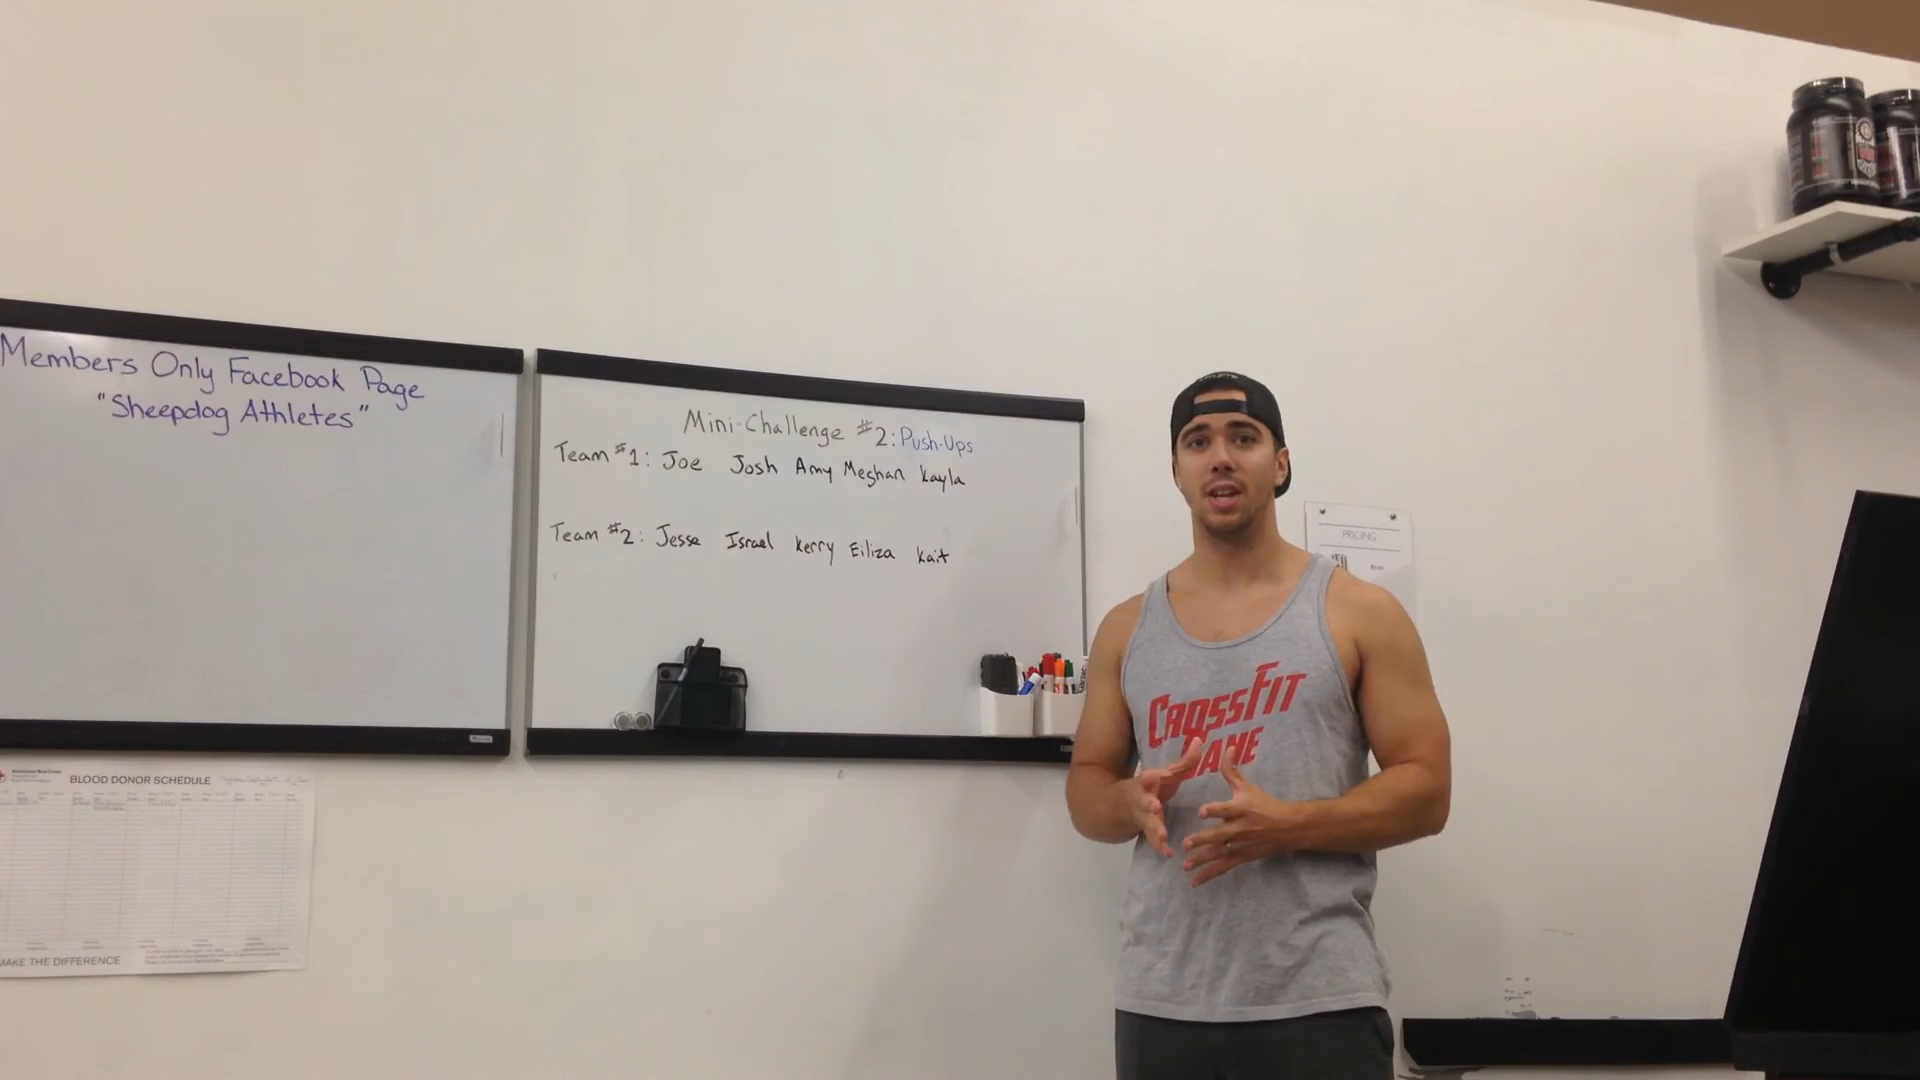 Members Only Facebook Page
"Sheepdog Athletes"
Mini-Challenge #2: Push-Ups
Team #1: Joe Josh Amy Meghan Kayla
Team #2: Jesse Israel Kerry Eiliza Kait
PRICING
CROSSFIT
BLOOD DONOR SCHEDULE
MAKE THE DIFFERENCE